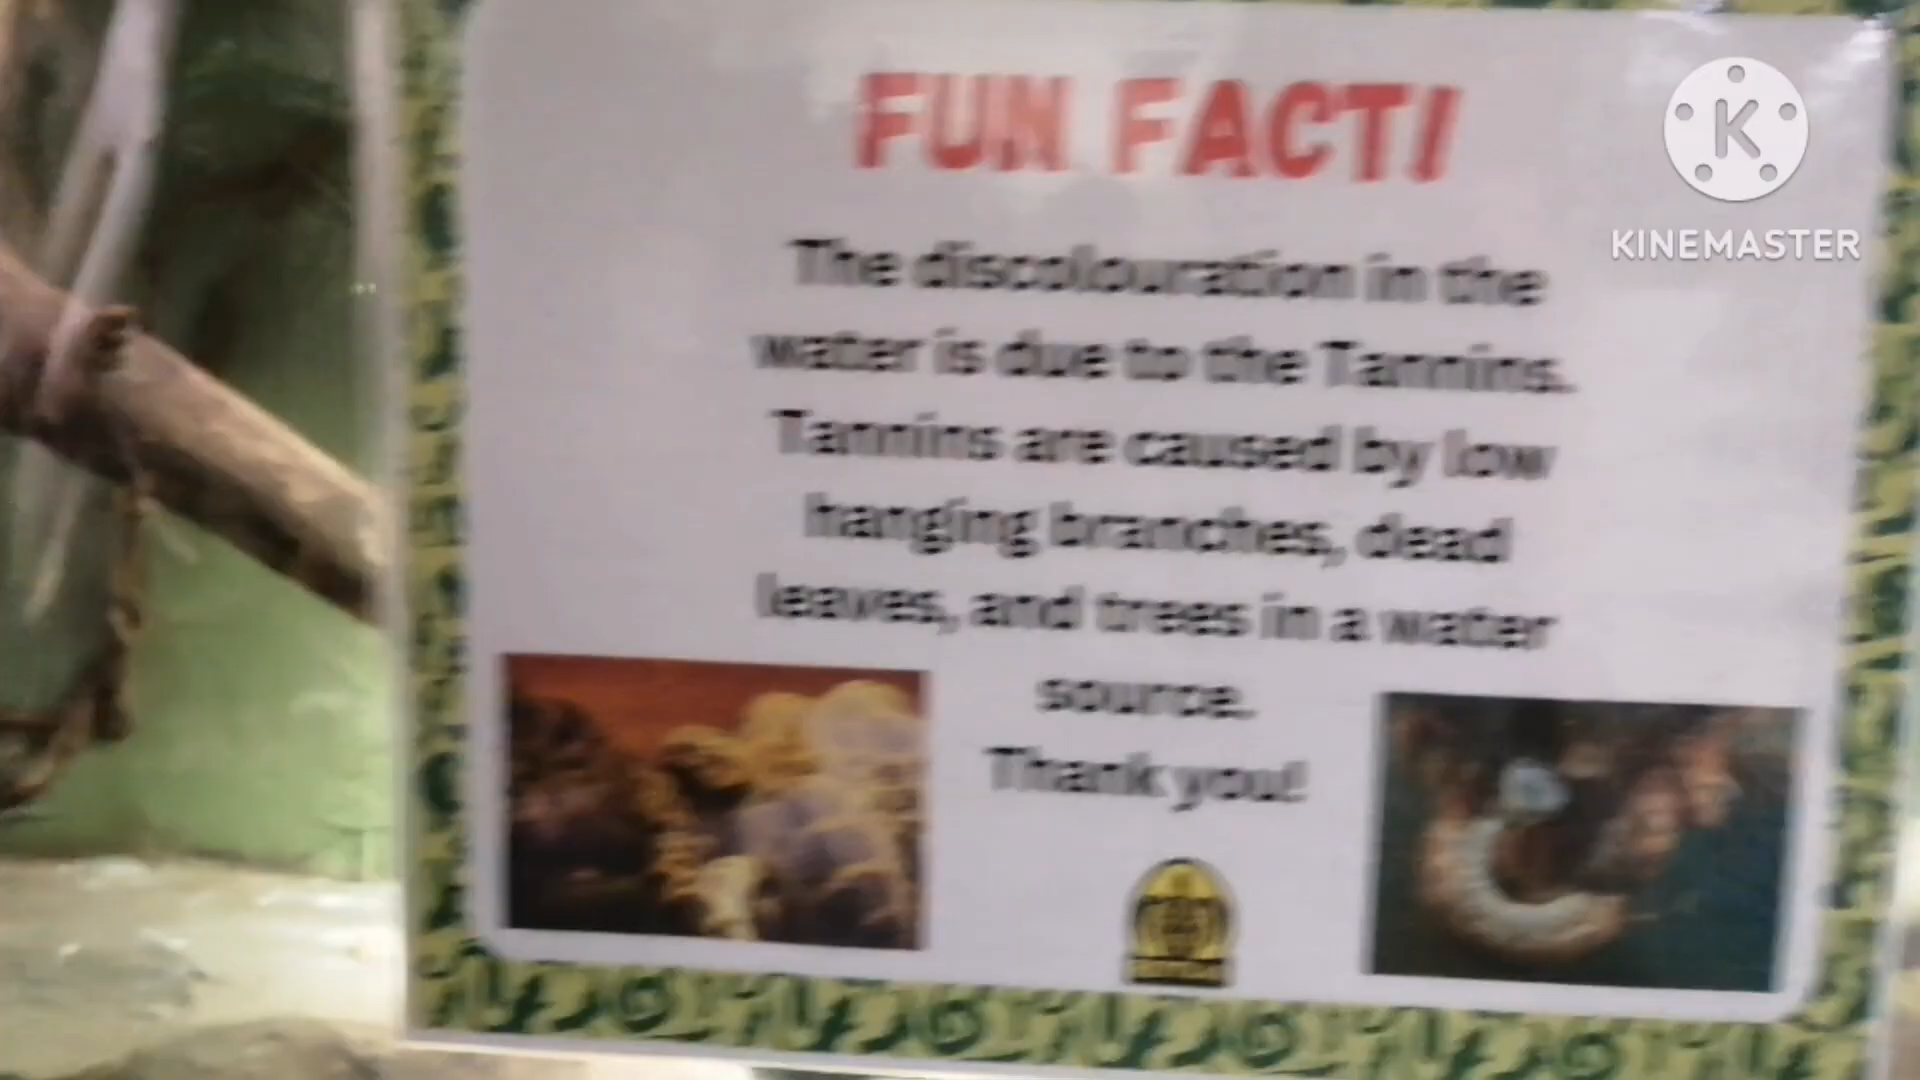 FUN FACT!
The discolouration in the
water is due to the Tannins.
Tannins are caused by low
hanging branches, dead
leaves, and trees in a water
source.
Thank you!
K
KINEMASTER